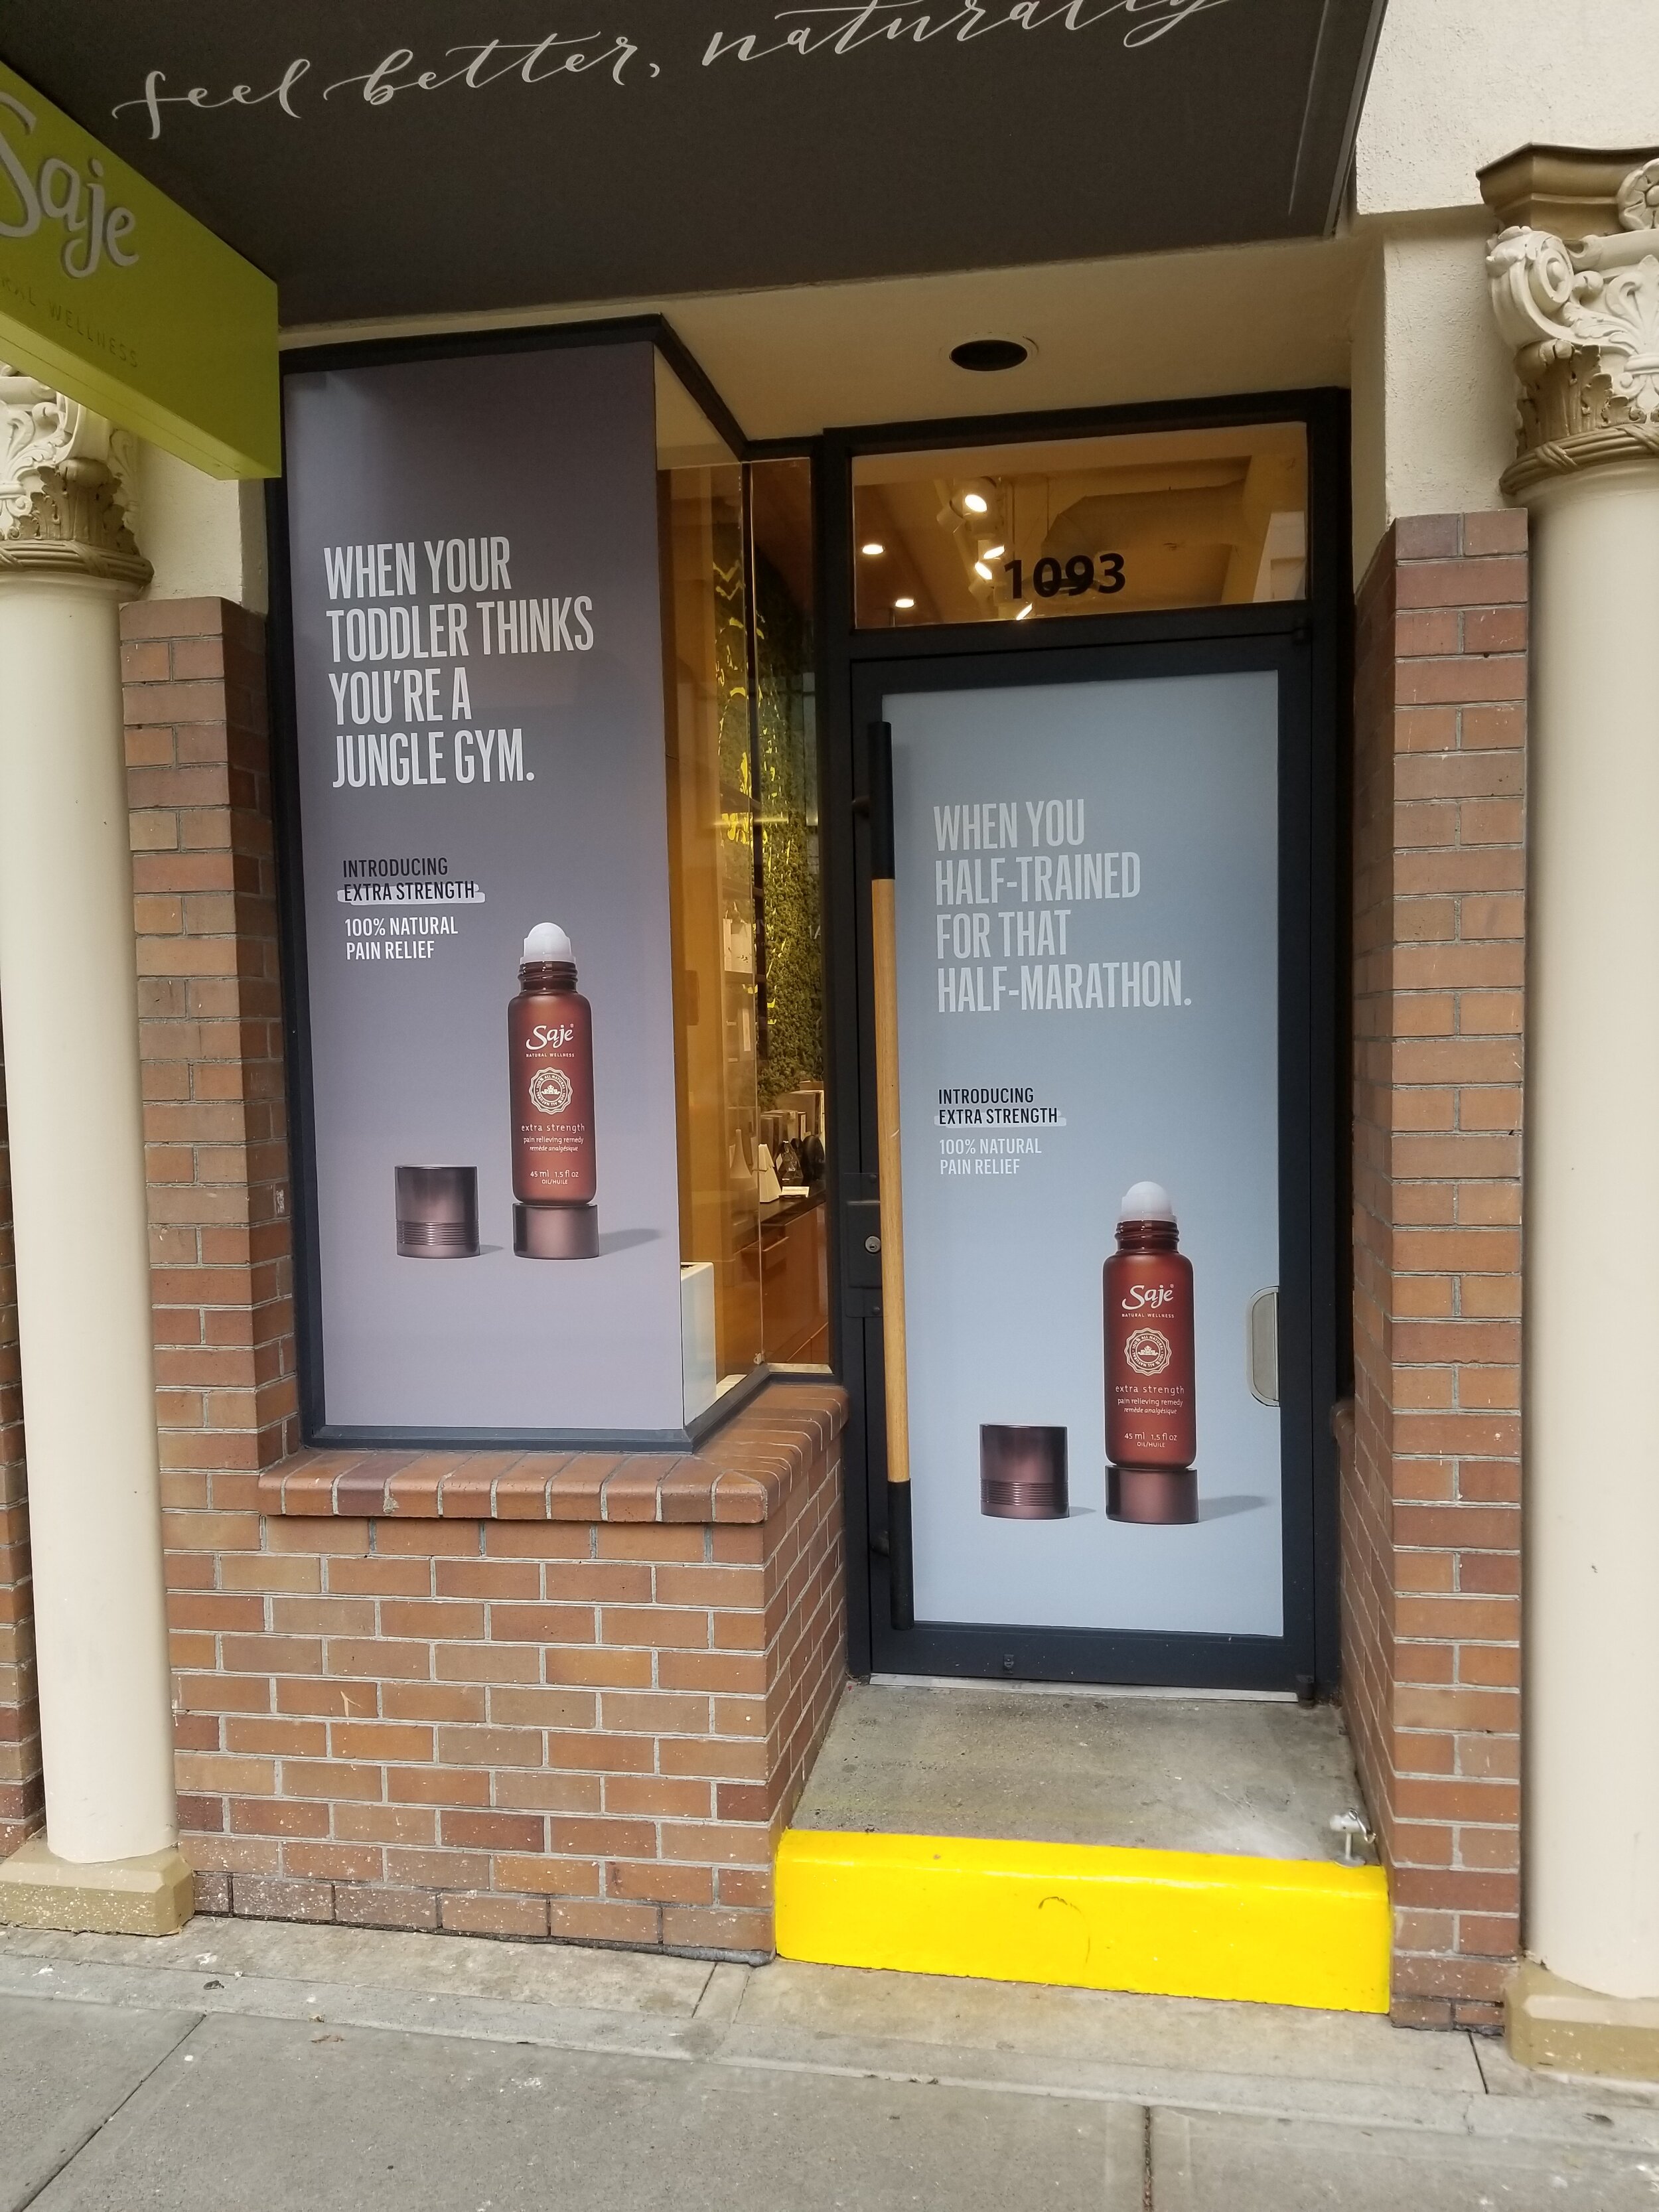 feel better, naturally
Saje
WELLNESS
WHEN YOUR
TODDLER THINKS
YOU'RE A
JUNGLE GYM.
INTRODUCING
EXTRA STRENGTH
100% NATURAL
PAIN RELIEF
Saje
NATURAL WELLNESS
extra strength
pain relieving remedy
remède analgésique
45 ml 1.5 fl oz
OIL/HUILE
1093
WHEN YOU
HALF-TRAINED
FOR THAT
HALF-MARATHON.
INTRODUCING
EXTRA STRENGTH
100% NATURAL
PAIN RELIEF
Saje
NATURAL WELLNESS
extra strength
pain relieving remedy
remède analgésique
45 ml 1.5 fl oz
OIL/HUILE